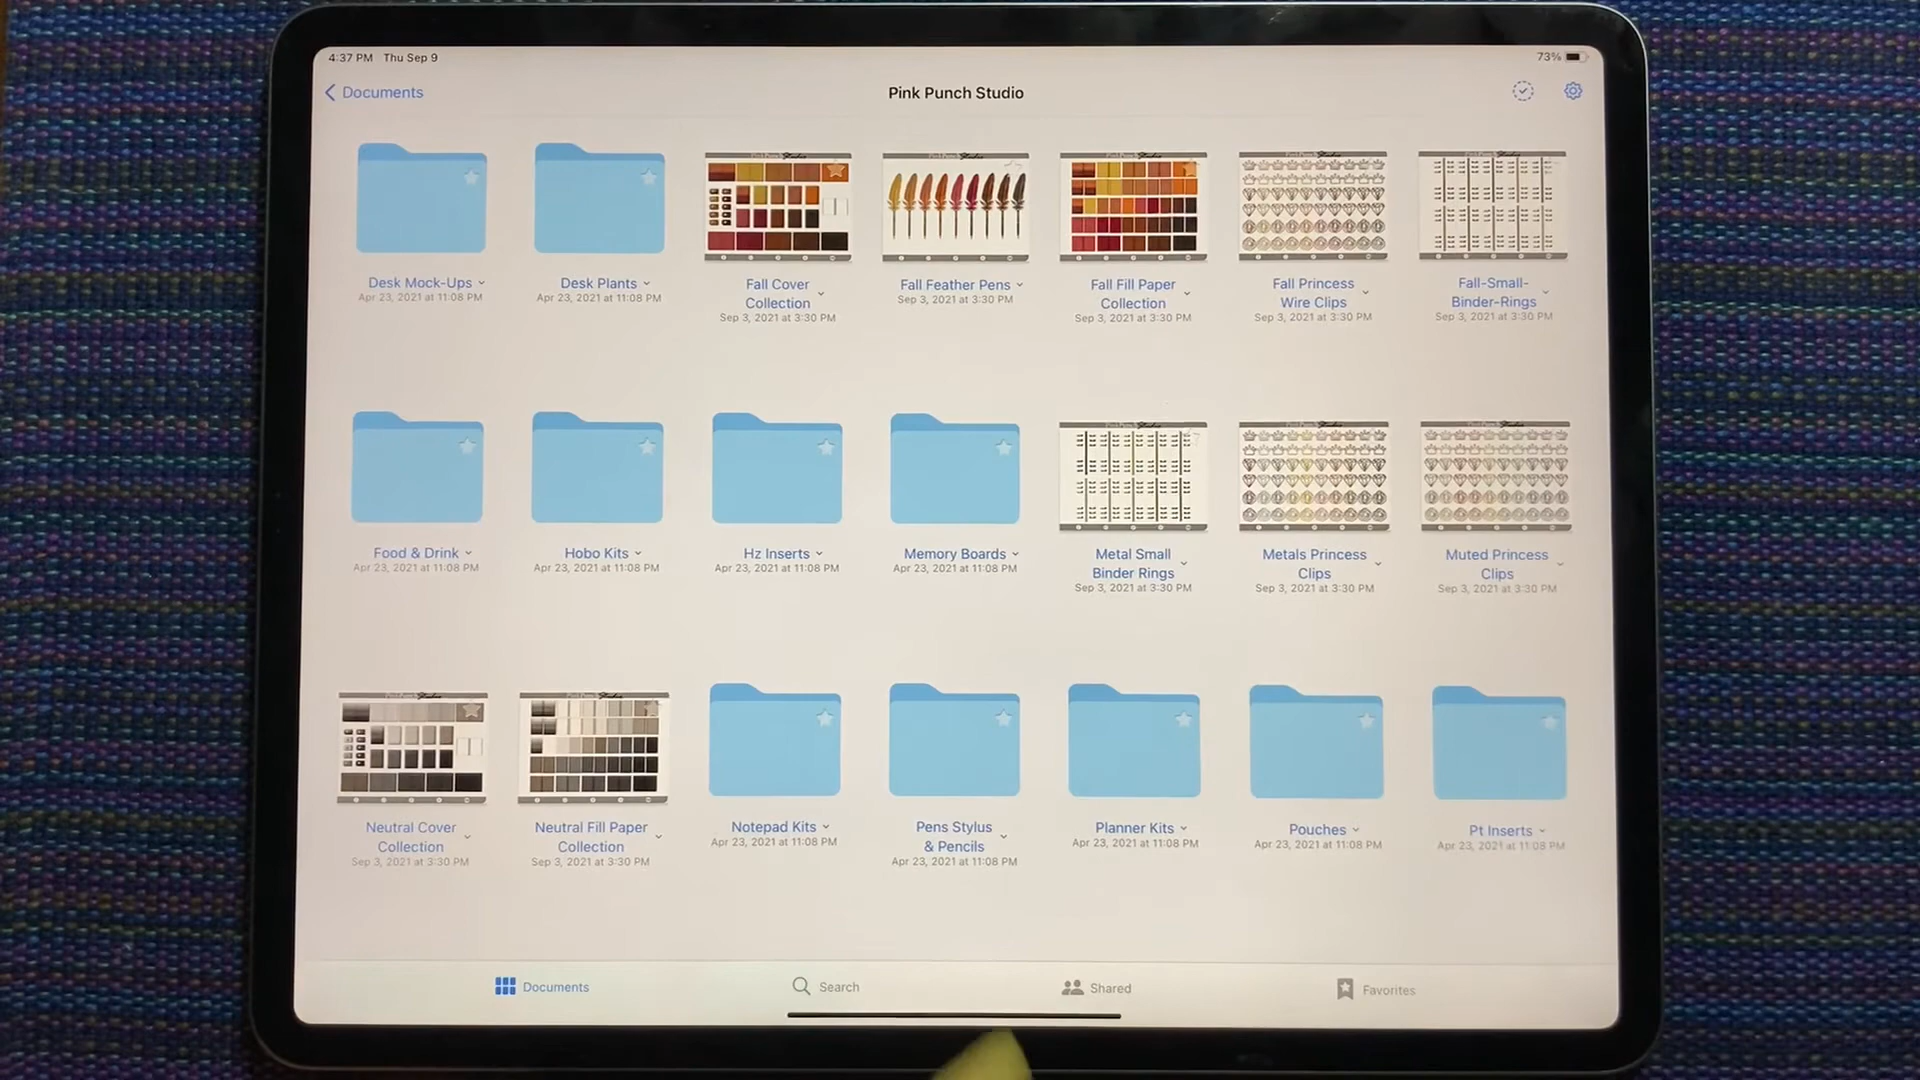 4:37 PM Thu Sep 9
73%
Documents
Pink Punch Studio
Desk Mock-Ups
Apr 23, 2021 at 11:08 PM
Desk Plants
Apr 23, 2021 at 11:08 PM
Fall Cover
Collection
Sep 3, 2021 at 3:30 PM
Fall Feather Pens
Sep 3, 2021 at 3:30 PM
Fall Fill Paper
Collection
Sep 3, 2021 at 3:30 PM
Fall Princess
Wire Clips
Sep 3, 2021 at 3:30 PM
Fall-Small-
Binder-Rings
Sep 3, 2021 at 3:30 PM
Food & Drink
Apr 23, 2021 at 11:08 PM
Hobo Kits
Apr 23, 2021 at 11:08 PM
Hz Inserts
Apr 23, 2021 at 11:08 PM
Memory Boards
Apr 23, 2021 at 11:08 PM
Metal Small
Binder Rings
Sep 3, 2021 at 3:30 PM
Metals Princess
Clips
Sep 3, 2021 at 3:30 PM
Muted Princess
Clips
Sep 3, 2021 at 3:30 PM
Neutral Cover
Collection
Sep 3, 2021 at 3:30 PM
Neutral Fill Paper
Collection
Sep 3, 2021 at 3:30 PM
Notepad Kits
Apr 23, 2021 at 11:08 PM
Pens Stylus
& Pencils
Apr 23, 2021 at 11:08 PM
Planner Kits
Apr 23, 2021 at 11:08 PM
Pouches
Apr 23, 2021 at 11:08 PM
Pt Inserts
Apr 23, 2021 at 11:08 PM
Documents
Search
Shared
Favorites